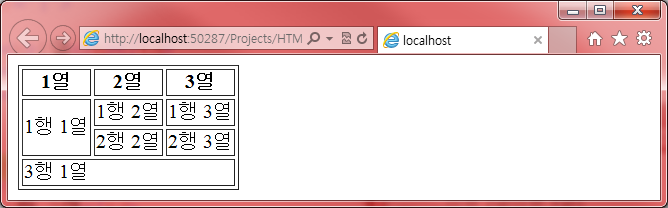 http://localhost:50287/Projects/HTM
localhost
1열 2열 3열
1행 1열 1행 2열 1행 3열
2행 2열 2행 3열
3행 1열